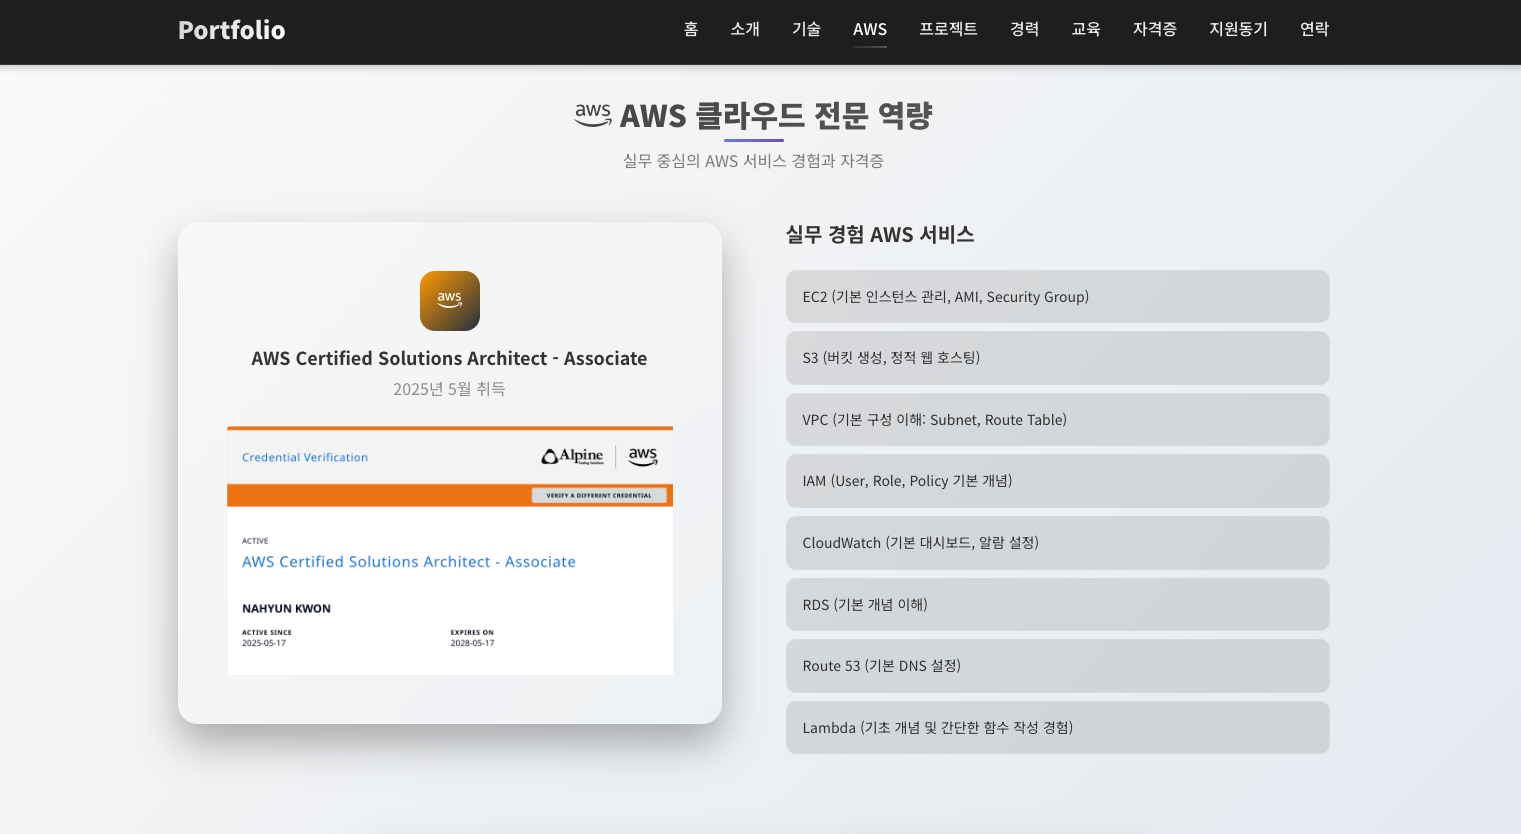 Portfolio
홈 소개 기술 AWS 프로젝트 경력 교육 자격증 지원동기 연락
aws AWS 클라우드 전문 역량
실무 중심의 AWS 서비스 경험과 자격증
aws
AWS Certified Solutions Architect - Associate
2025년 5월 취득
Credential Verification
Alpine
Testing Solutions
aws
VERIFY A DIFFERENT CREDENTIAL
ACTIVE
AWS Certified Solutions Architect - Associate
NAHYUN KWON
ACTIVE SINCE EXPIRES ON
2025-05-17 2028-05-17
실무 경험 AWS 서비스
EC2 (기본 인스턴스 관리, AMI, Security Group)
S3 (버킷 생성, 정적 웹 호스팅)
VPC (기본 구성 이해: Subnet, Route Table)
IAM (User, Role, Policy 기본 개념)
CloudWatch (기본 대시보드, 알람 설정)
RDS (기본 개념 이해)
Route 53 (기본 DNS 설정)
Lambda (기초 개념 및 간단한 함수 작성 경험)